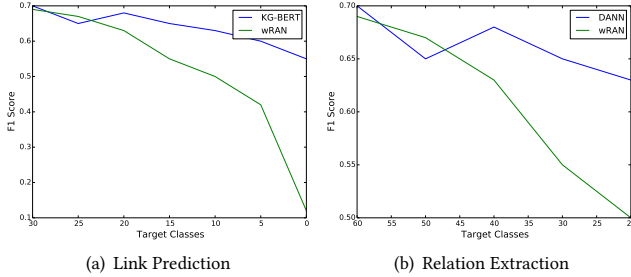 0.7
0.6
0.5
0.4
0.3
0.2
0.1
F1 Score
30 25 20 15 10 5 0
Target Classes
KG-BERT
wRAN
(a) Link Prediction
0.70
0.65
0.60
0.55
0.50
F1 Score
60 55 50 45 40 35 30 25 20
Target Classes
DANN
wRAN
(b) Relation Extraction